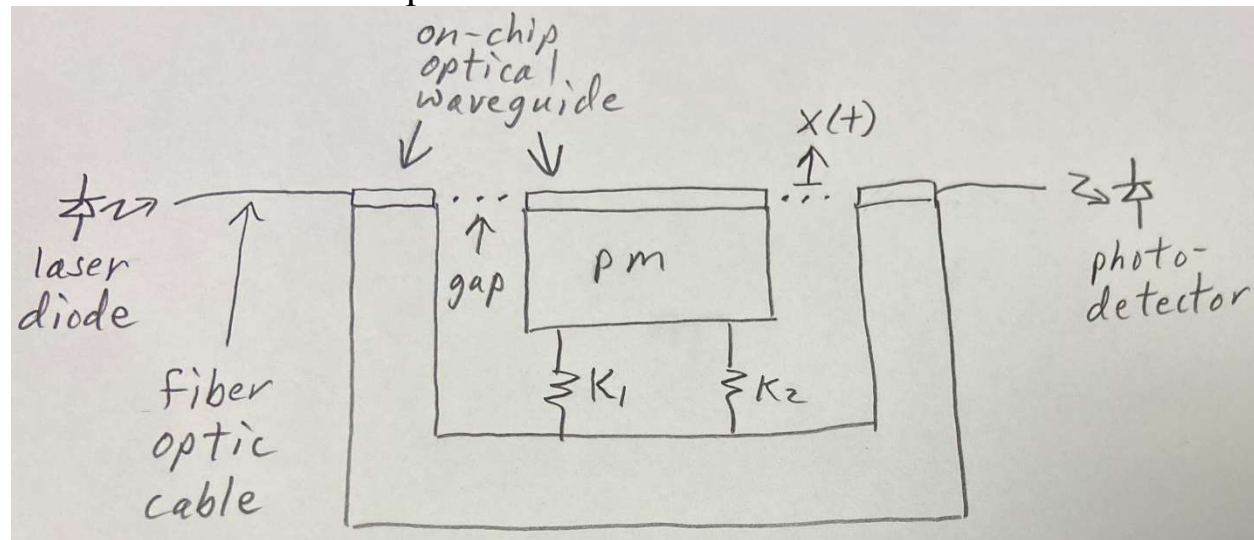 on-chip
optical
waveguide
x(t)
laser
diode
gap
pm
photo-
detector
fiber
optic
cable
K1
K2